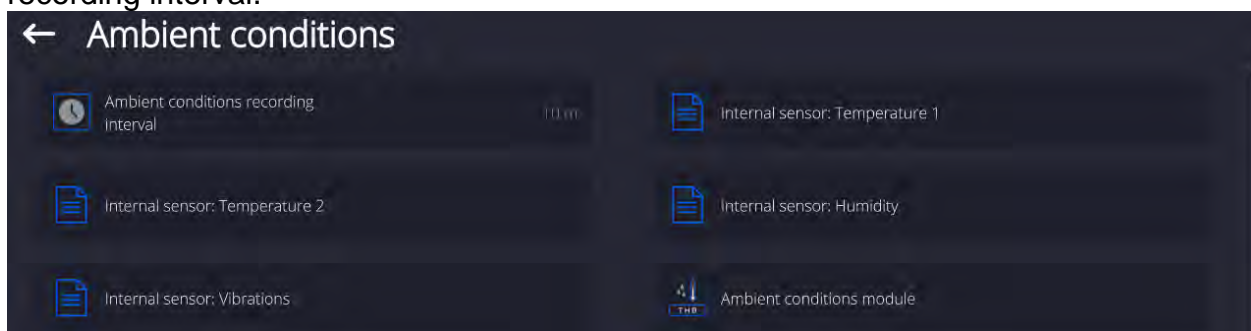 recording interval.
← Ambient conditions
Ambient conditions recording
interval
10 m
Internal sensor: Temperature 1
Internal sensor: Temperature 2
Internal sensor: Humidity
Internal sensor: Vibrations
THB
Ambient conditions module